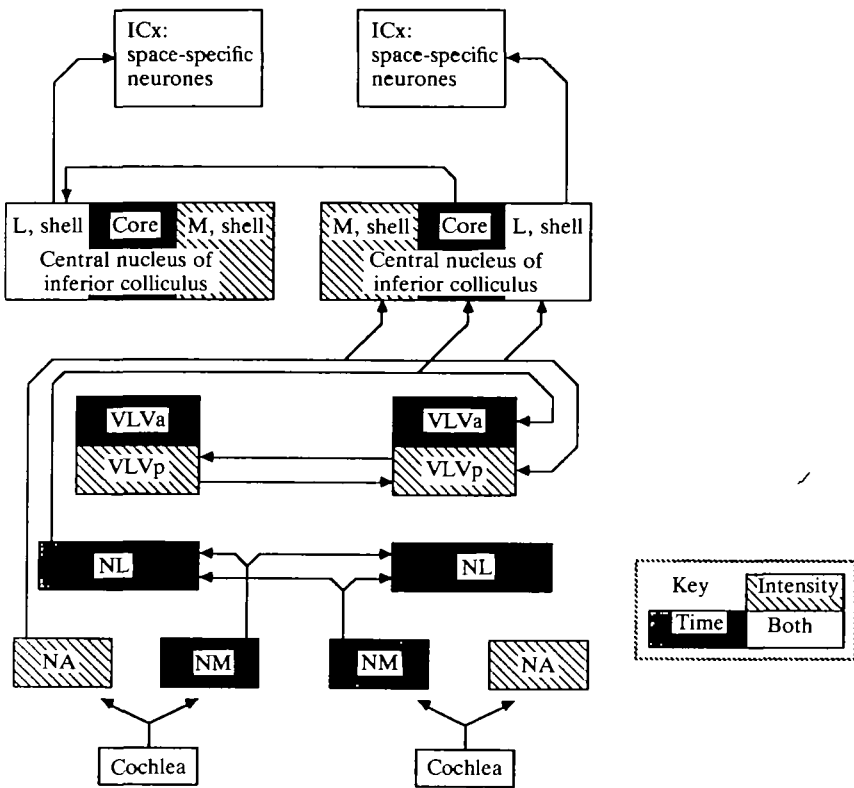 ICx:
space-specific
neurones
ICx:
space-specific
neurones
L, shell
Core
M, shell
Central nucleus of
inferior colliculus
M, shell
Core
L, shell
Central nucleus of
inferior colliculus
VLVa
VLVp
VLVa
VLVp
NL
NL
NA
NM
NM
NA
Cochlea
Cochlea
Key
Intensity
Time
Both